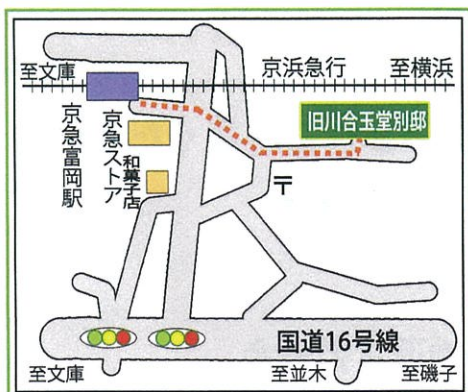 至文庫
京浜急行
至横浜
旧川合玉堂別邸
京急富岡駅
京急ストア
和菓子店
〒
国道16号線
至文庫
至並木
至磯子